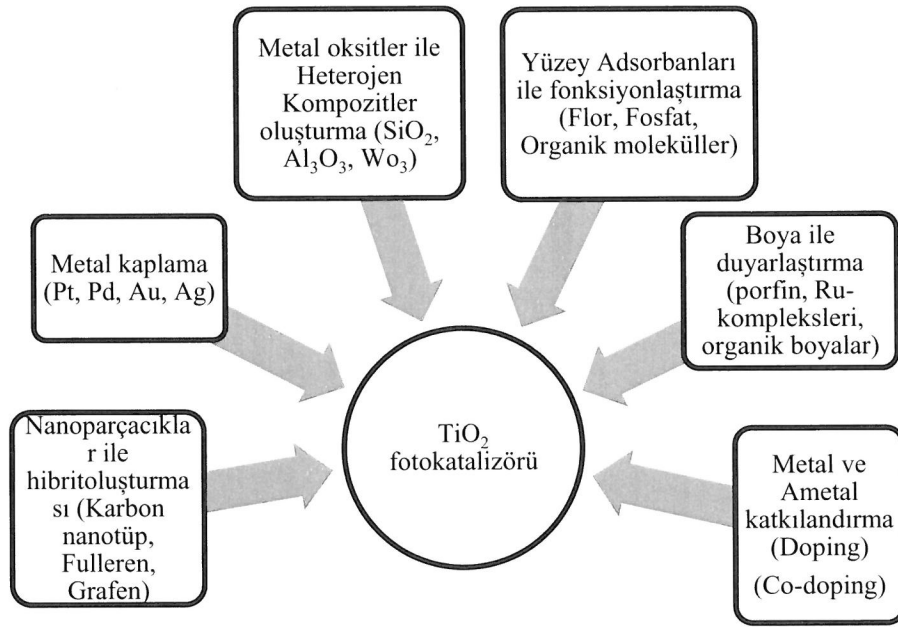 Metal oksitler ile
Heterojen
Kompozitler
oluşturma (SiO₂,
Al₃O₃, Wo₃)
Yüzey Adsorbanları
ile fonksiyonlaştırma
(Flor, Fosfat,
Organik moleküller)
Metal kaplama
(Pt, Pd, Au, Ag)
Boya ile
duyarlaştırma
(porfin, Ru-
kompleksleri,
organik boyalar)
Nanoparçacıkla
r ile
hibritoluşturma
sı (Karbon
nanotüp,
Fulleren,
Grafen)
TiO₂
fotokatalizörü
Metal ve
Ametal
katkılandırma
(Doping)
(Co-doping)